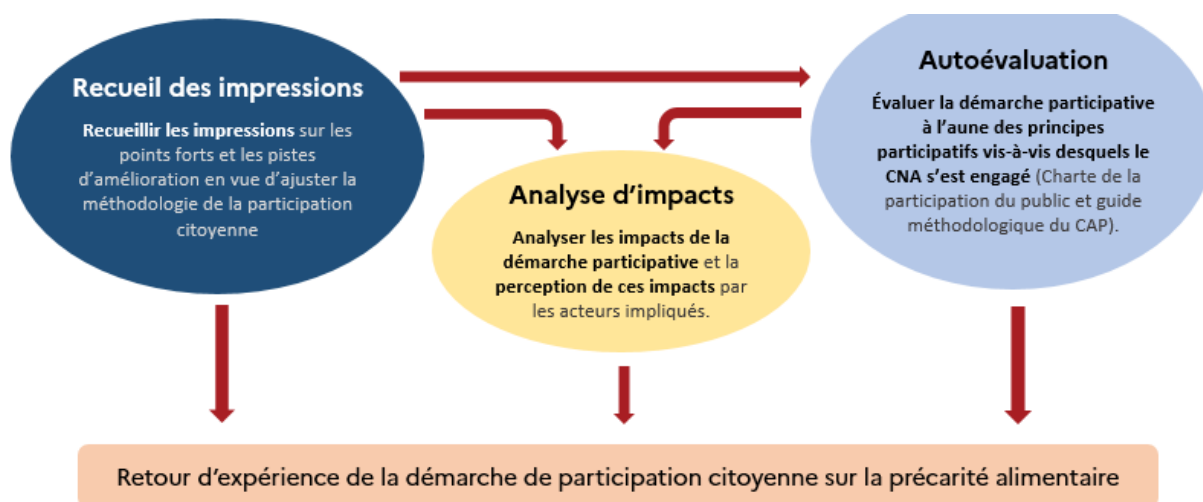 Recueil des impressions
Recueillir les impressions sur les
points forts et les pistes
d’amélioration en vue d’ajuster la
méthodologie de la participation
citoyenne
Analyse d’impacts
Analyser les impacts de la
démarche participative et la
perception de ces impacts par
les acteurs impliqués.
Autoévaluation
Évaluer la démarche participative
à l’aune des principes
participatifs vis-à-vis desquels le
CNA s’est engagé (Charte de la
participation du public et guide
méthodologique du CAP).
Retour d’expérience de la démarche de participation citoyenne sur la précarité alimentaire